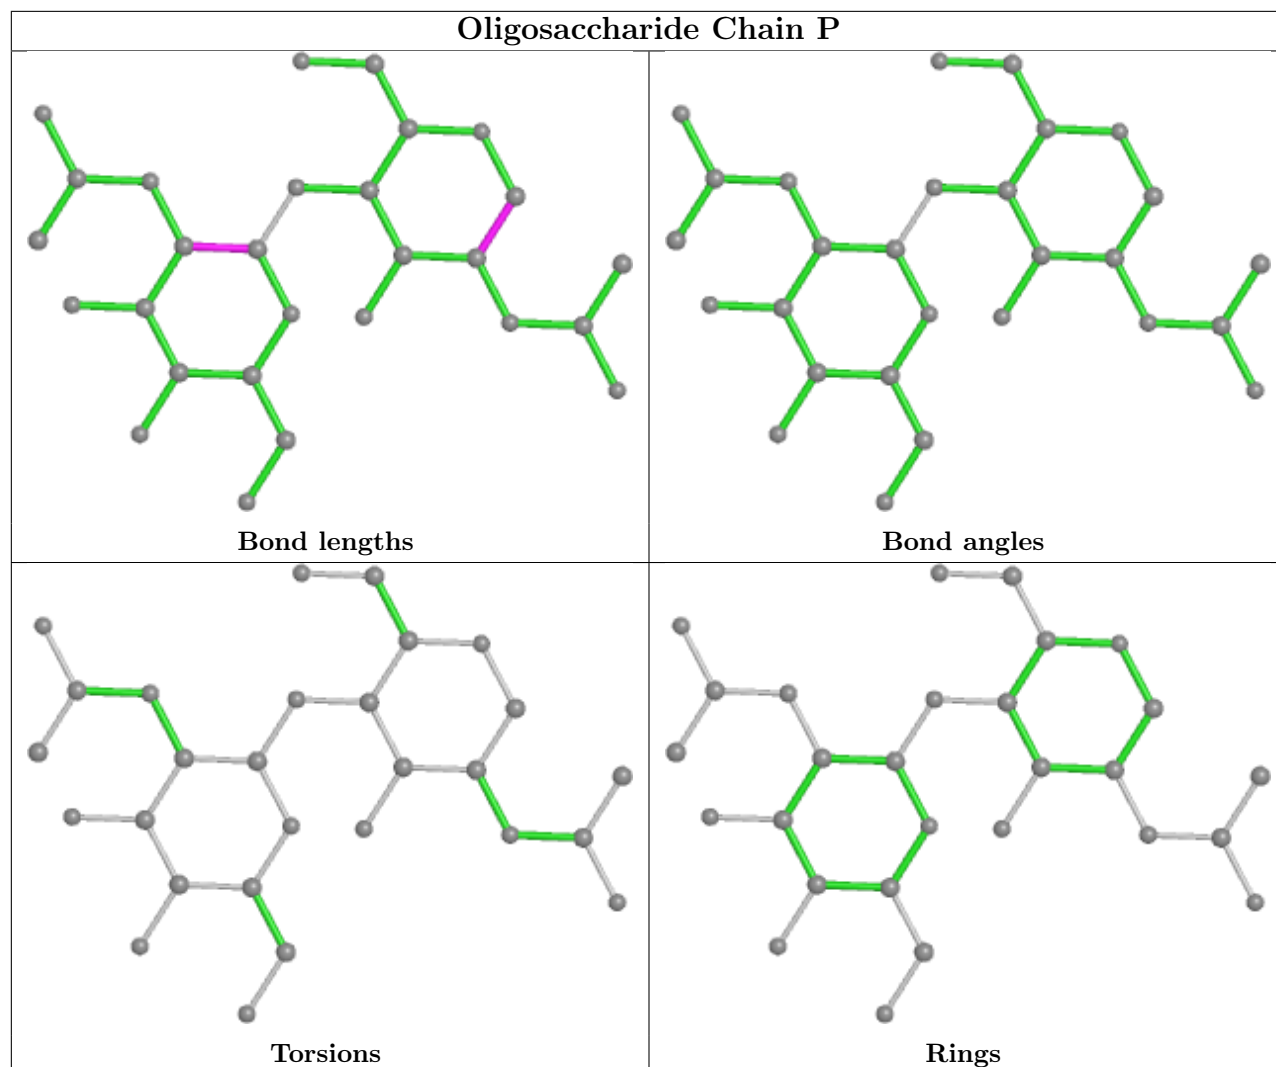 Oligosaccharide Chain P
Bond lengths
Bond angles
Torsions
Rings